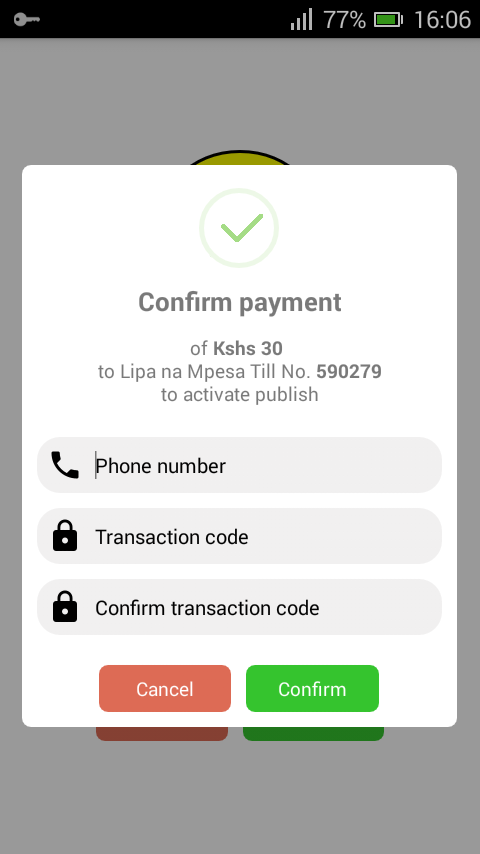 77% 16:06
Confirm payment
of Kshs 30
to Lipa na Mpesa Till No. 590279
to activate publish
Phone number
Transaction code
Confirm transaction code
Cancel Confirm